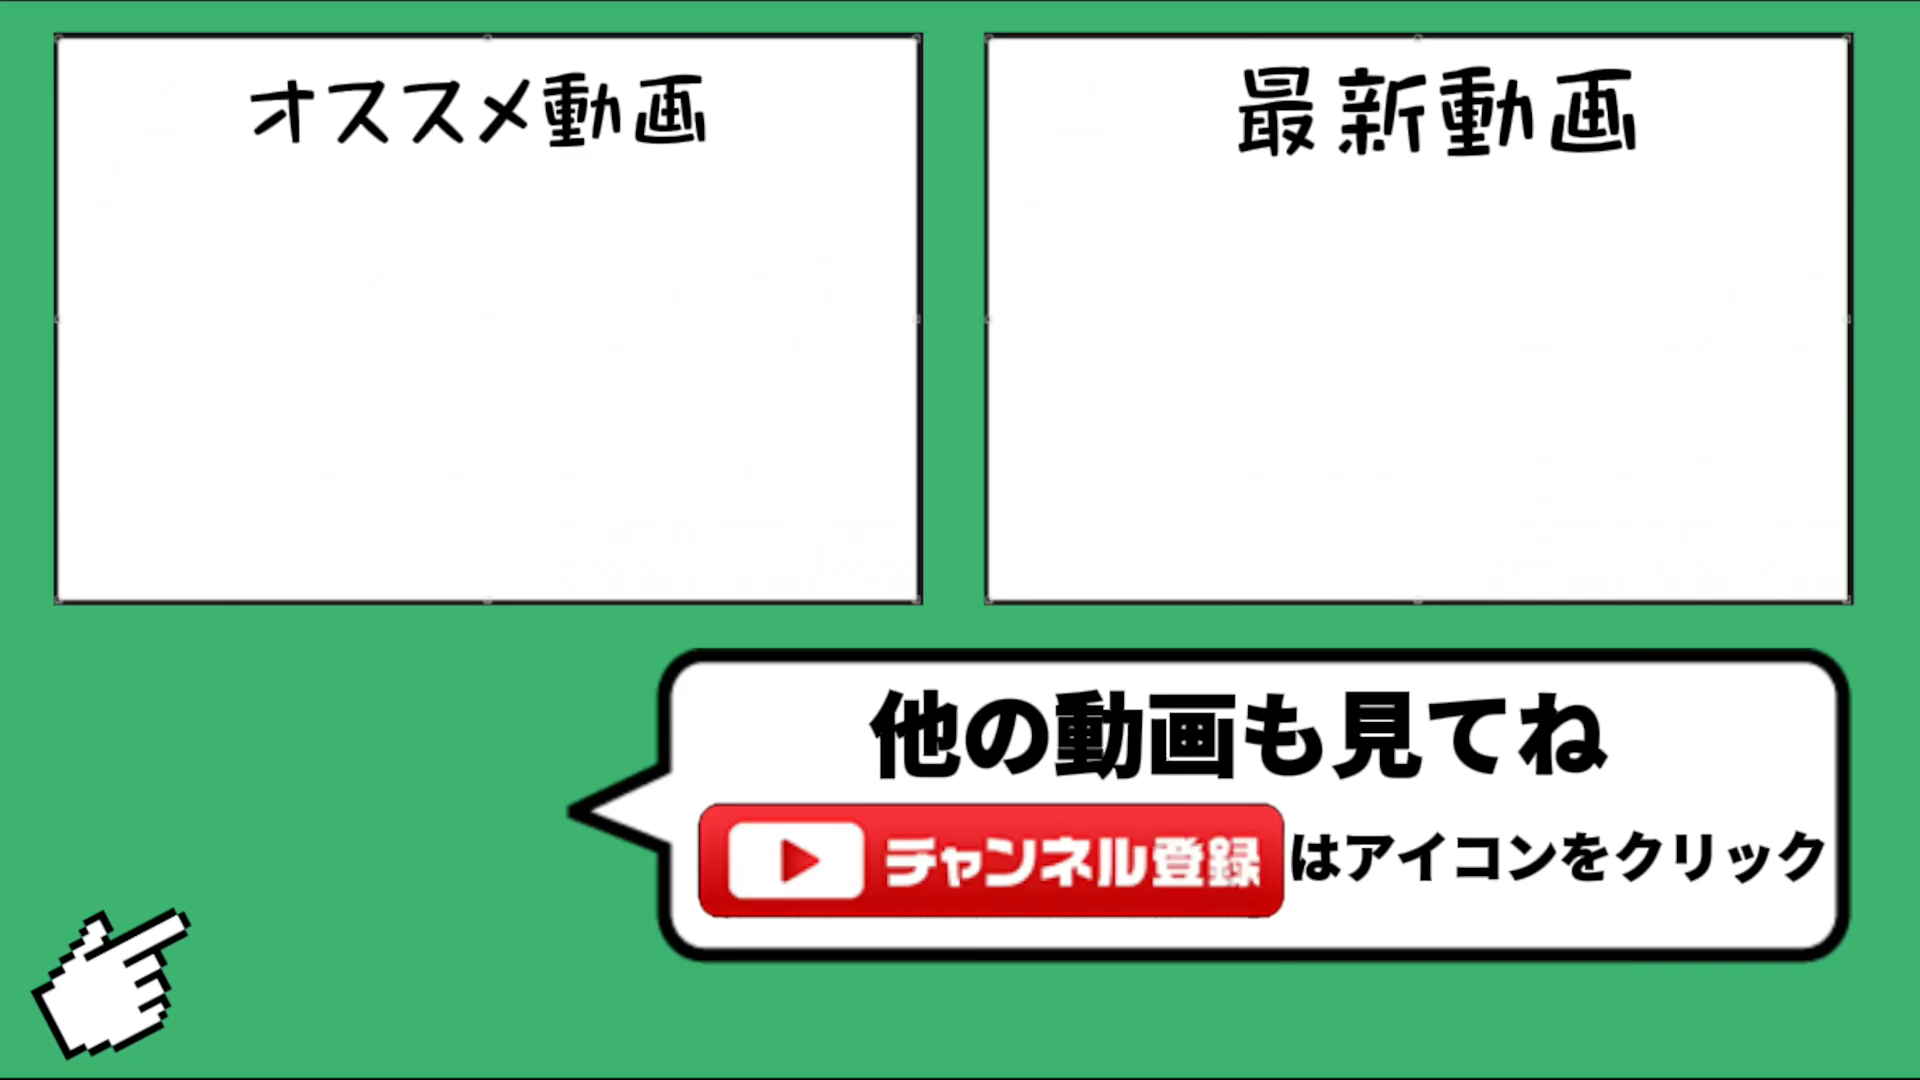 オススメ動画
最新動画
他の動画も見てね
チャンネル登録はアイコンをクリック